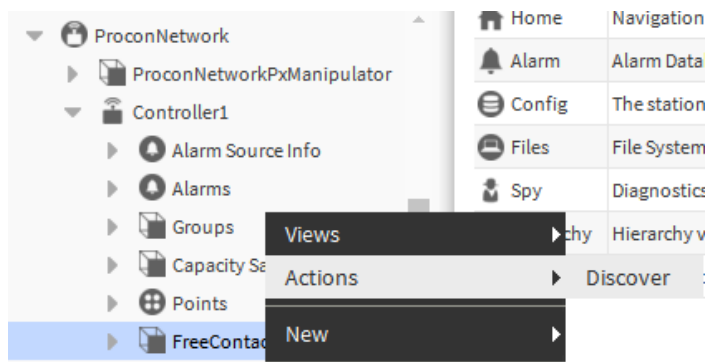 ProconNetwork
ProconNetworkPxManipulator
Controller1
Alarm Source Info
Alarms
Groups
Capacity Sa
Points
FreeContac
Home Navigation
Alarm Alarm Data
Config The station
Files File System
Spy Diagnostics
chy Hierarchy v
Views
Actions
Discover
New